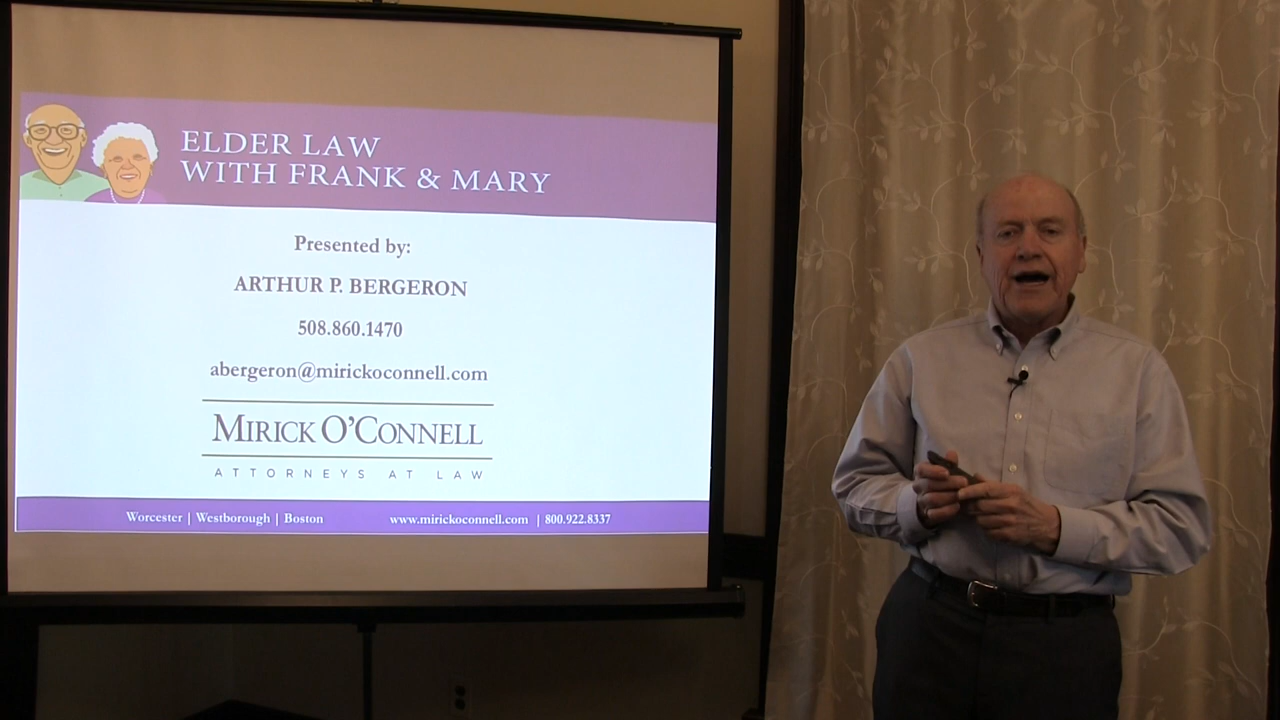 ELDER LAW
WITH FRANK & MARY
Presented by:
ARTHUR P. BERGERON
508.860.1470
abergeron@mirickoconnell.com
MIRICK O'CONNELL
ATTORNEYS AT LAW
Worcester | Westborough | Boston www.mirickoconnell.com | 800.922.8337